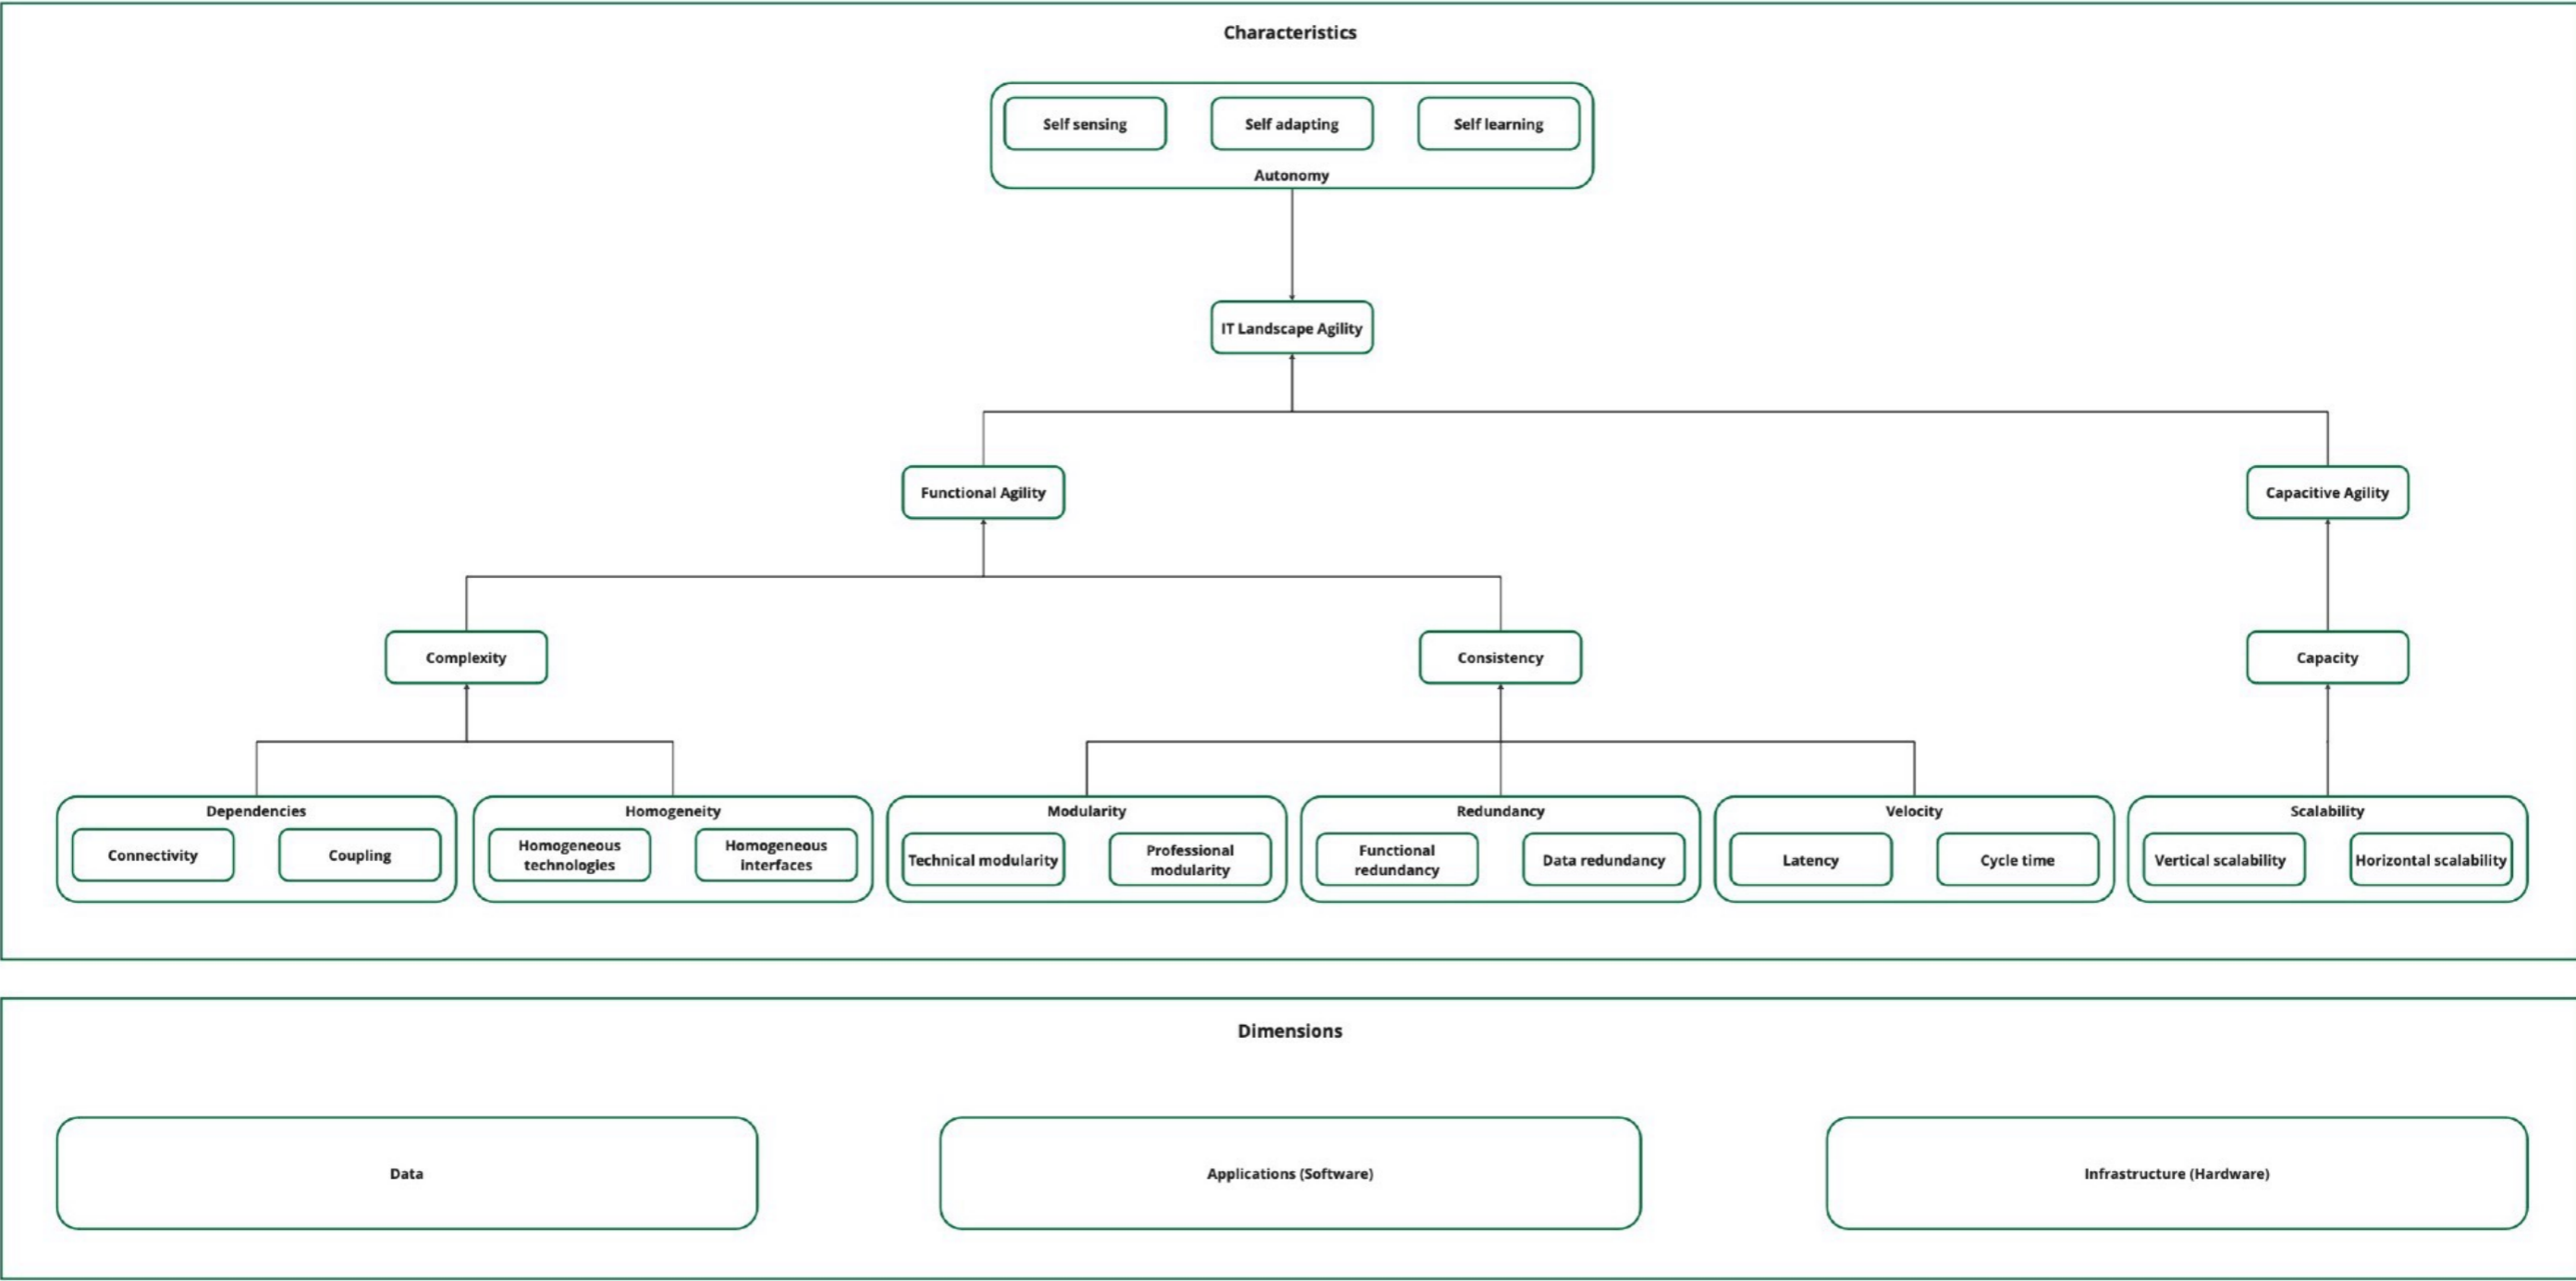 Characteristics
Self sensing
Self adapting
Self learning
Autonomy
IT Landscape Agility
Functional Agility
Capacitive Agility
Complexity
Consistency
Capacity
Dependencies
Connectivity
Coupling
Homogeneity
Homogeneous
technologies
Homogeneous
interfaces
Modularity
Technical modularity
Professional
modularity
Redundancy
Functional
redundancy
Data redundancy
Velocity
Latency
Cycle time
Scalability
Vertical scalability
Horizontal scalability
Dimensions
Data
Applications (Software)
Infrastructure (Hardware)